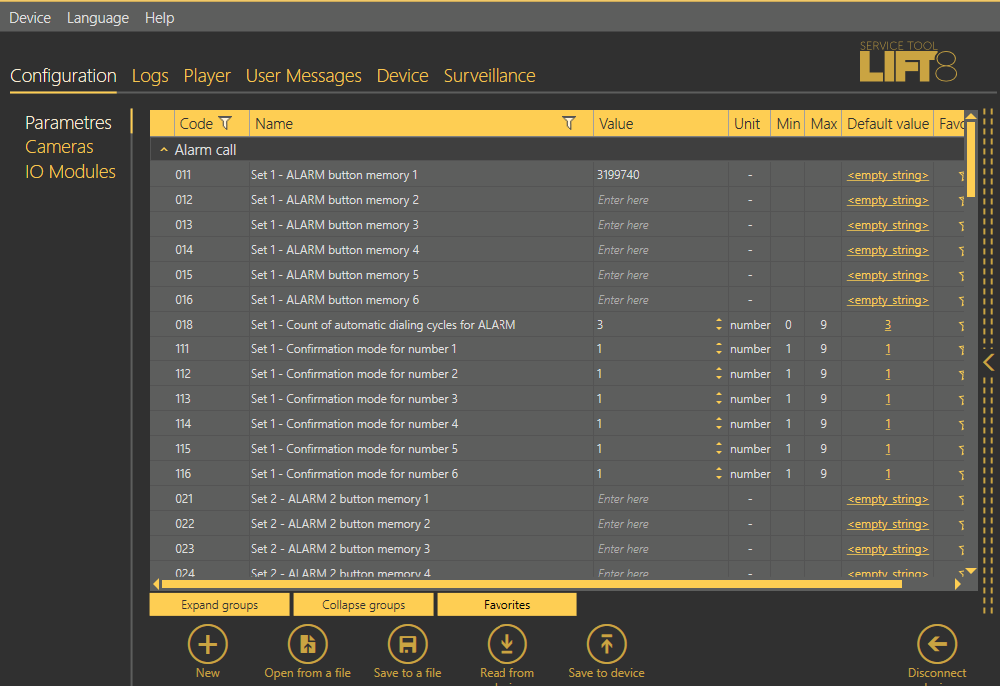 Device Language Help
SERVICE TOOL
LIFT8
Configuration Logs Player User Messages Device Surveillance
Parametres
Cameras
IO Modules
Code Name Value Unit Min Max Default value Favo
Alarm call
011 Set 1 - ALARM button memory 1 3199740 - <empty string>
012 Set 1 - ALARM button memory 2 Enter here - <empty string>
013 Set 1 - ALARM button memory 3 Enter here - <empty string>
014 Set 1 - ALARM button memory 4 Enter here - <empty string>
015 Set 1 - ALARM button memory 5 Enter here - <empty string>
016 Set 1 - ALARM button memory 6 Enter here - <empty string>
018 Set 1 - Count of automatic dialing cycles for ALARM 3 number 0 9 3
111 Set 1 - Confirmation mode for number 1 1 number 1 9 1
112 Set 1 - Confirmation mode for number 2 1 number 1 9 1
113 Set 1 - Confirmation mode for number 3 1 number 1 9 1
114 Set 1 - Confirmation mode for number 4 1 number 1 9 1
115 Set 1 - Confirmation mode for number 5 1 number 1 9 1
116 Set 1 - Confirmation mode for number 6 1 number 1 9 1
021 Set 2 - ALARM 2 button memory 1 Enter here - <empty string>
022 Set 2 - ALARM 2 button memory 2 Enter here - <empty string>
023 Set 2 - ALARM 2 button memory 3 Enter here - <empty string>
024 Set 2 - ALARM 2 button memory 4 Enter here - <empty string>
Expand groups Collapse groups Favorites
New Open from a file Save to a file Read from Save to device Disconnect